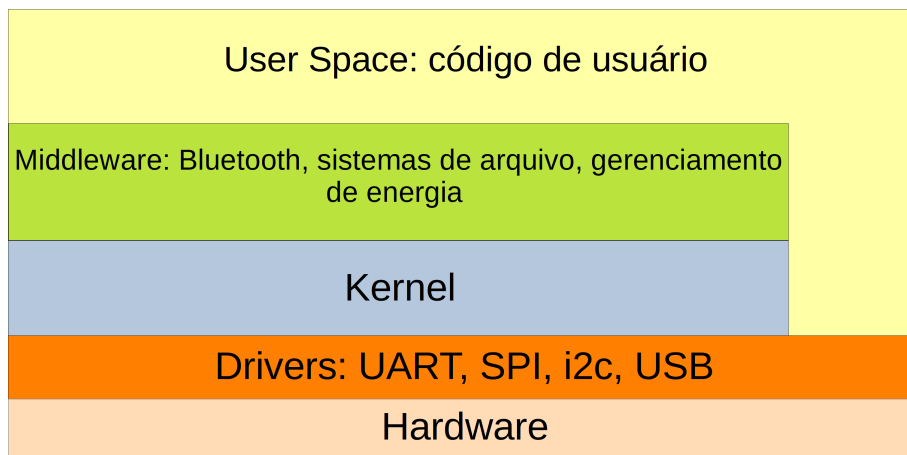 User Space: código de usuário
Middleware: Bluetooth, sistemas de arquivo, gerenciamento
de energia
Kernel
Drivers: UART, SPI, i2c, USB
Hardware